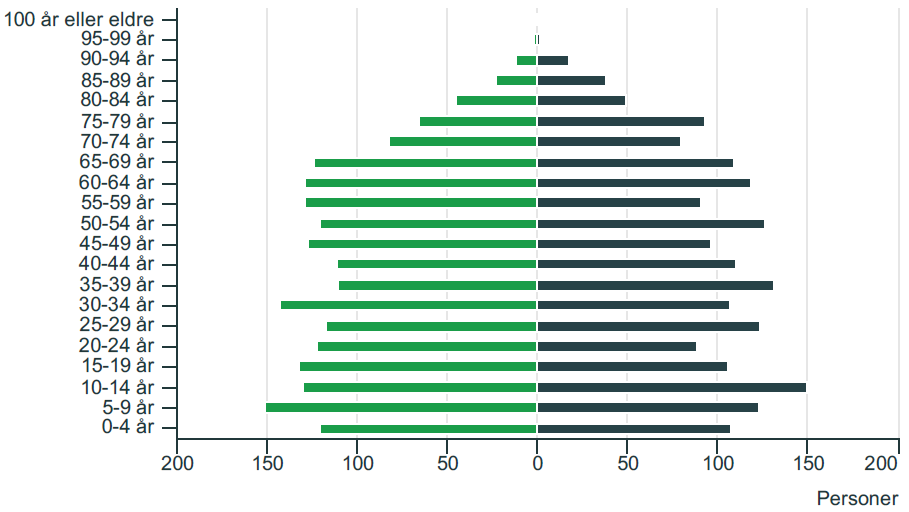 100 år eller eldre
95-99 år
90-94 år
85-89 år
80-84 år
75-79 år
70-74 år
65-69 år
60-64 år
55-59 år
50-54 år
45-49 år
40-44 år
35-39 år
30-34 år
25-29 år
20-24 år
15-19 år
10-14 år
5-9 år
0-4 år
200 150 100 50 0 50 100 150 200
Personer